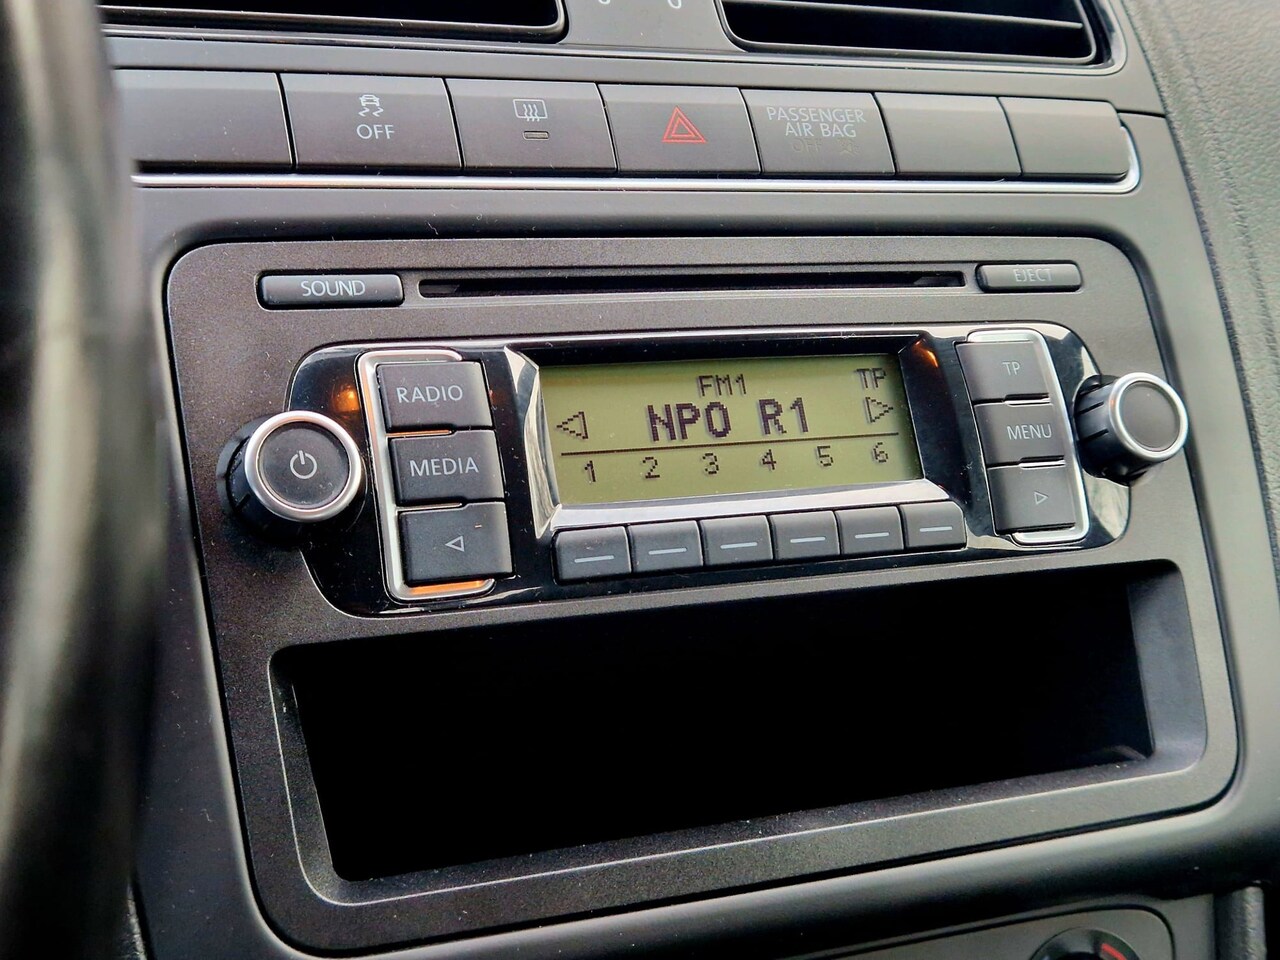 OFF
PASSENGER
AIR BAG
OFF
SOUND
EJECT
RADIO
MEDIA
FM1
TP
NPO R1
1 2 3 4 5 6
TP
MENU